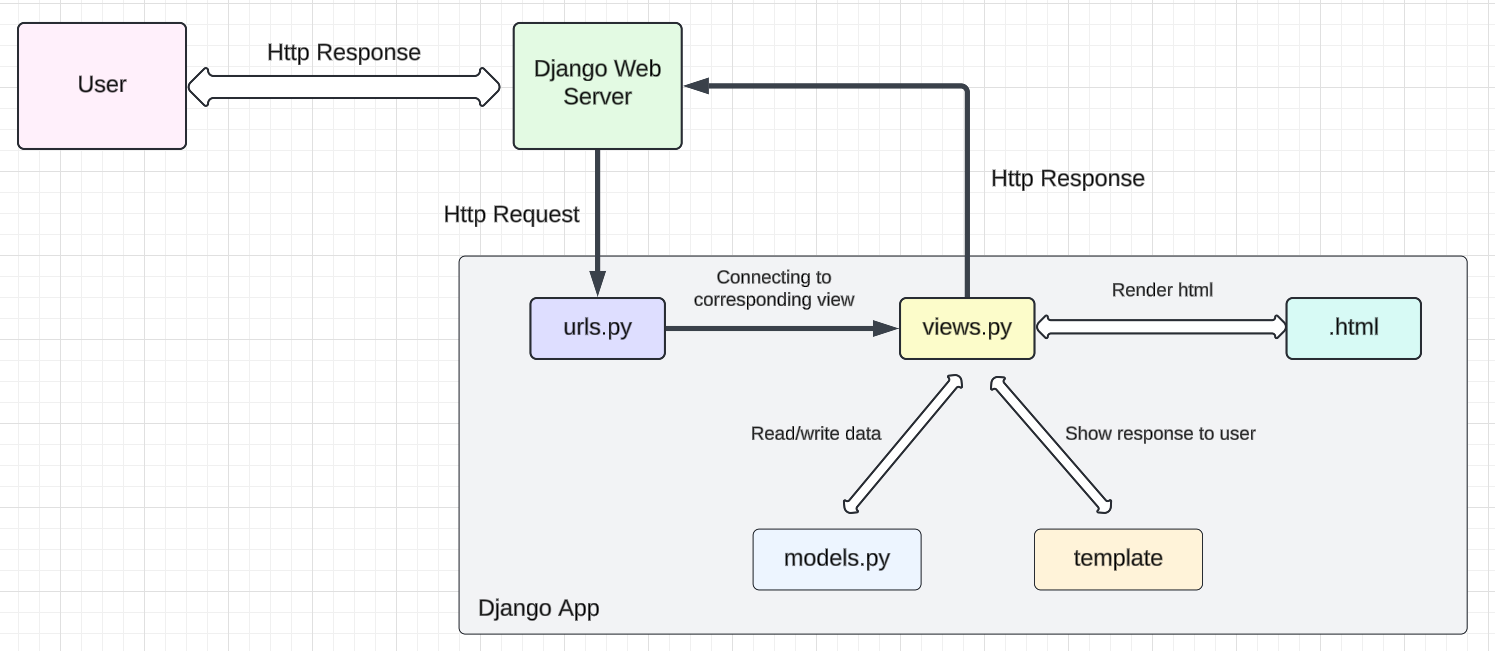 User
Http Response
Django Web
Server
Http Response
Http Request
Connecting to
corresponding view
Render html
urls.py
views.py
.html
Read/write data
Show response to user
models.py
template
Django App